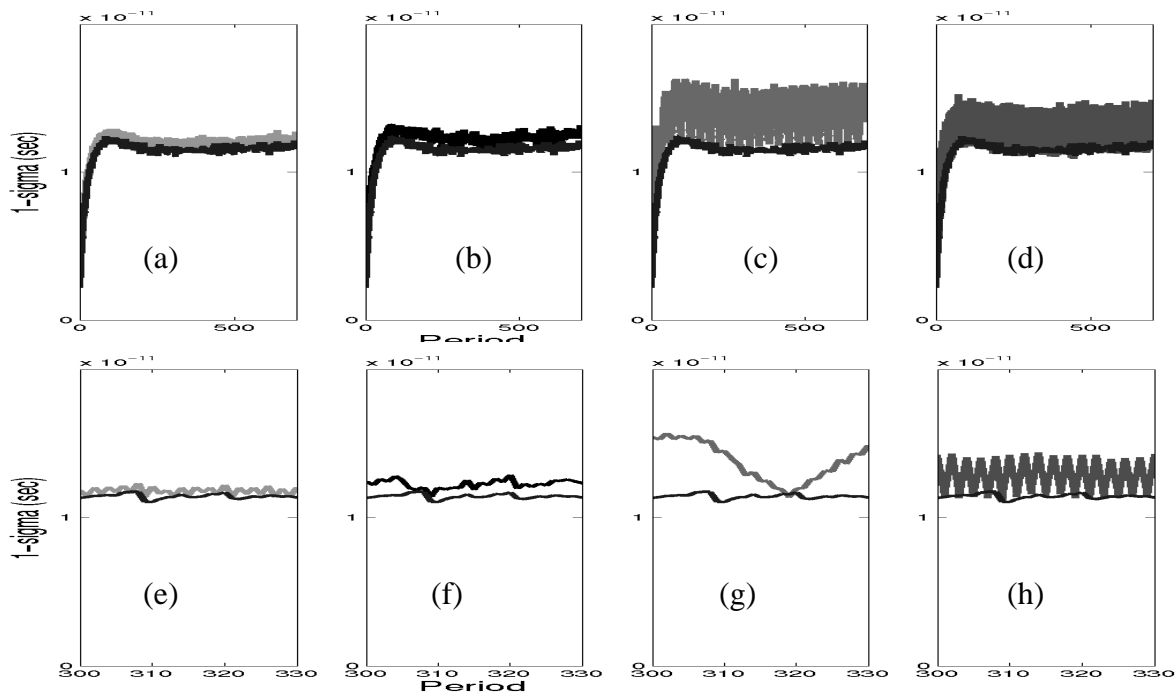 x 10⁻¹¹ x 10⁻¹¹ x 10⁻¹¹ x 10⁻¹¹
1-sigma (sec)
1 1 1 1
(a) (b) (c) (d)
0 0 0 0
0 500 0 500 0 500 0 500
Period
x 10⁻¹¹ x 10⁻¹¹ x 10⁻¹¹ x 10⁻¹¹
1-sigma (sec)
1 1 1 1
(e) (f) (g) (h)
0 0 0 0
300 310 320 330 300 310 320 330 300 310 320 330 300 310 320 330
Period